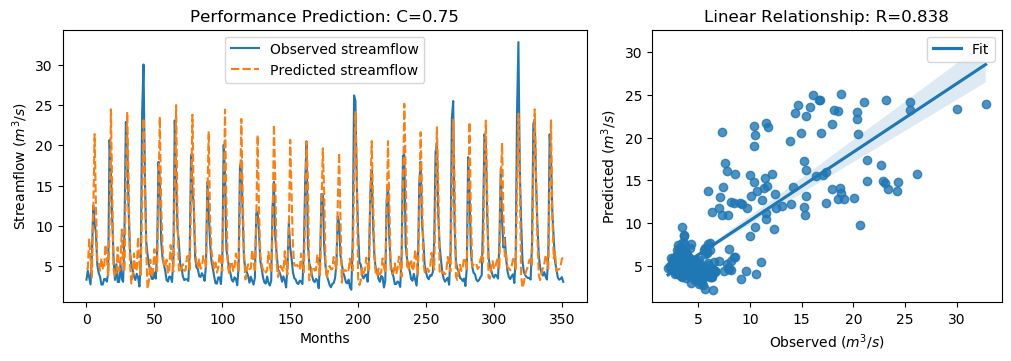 Performance Prediction: C=0.75
Observed streamflow
Predicted streamflow
Streamflow (m³/s)
30
25
20
15
10
5
0
50
100
150
200
250
300
350
Months
Linear Relationship: R=0.838
Fit
Predicted (m³/s)
30
25
20
15
10
5
5
10
15
20
25
30
Observed (m³/s)